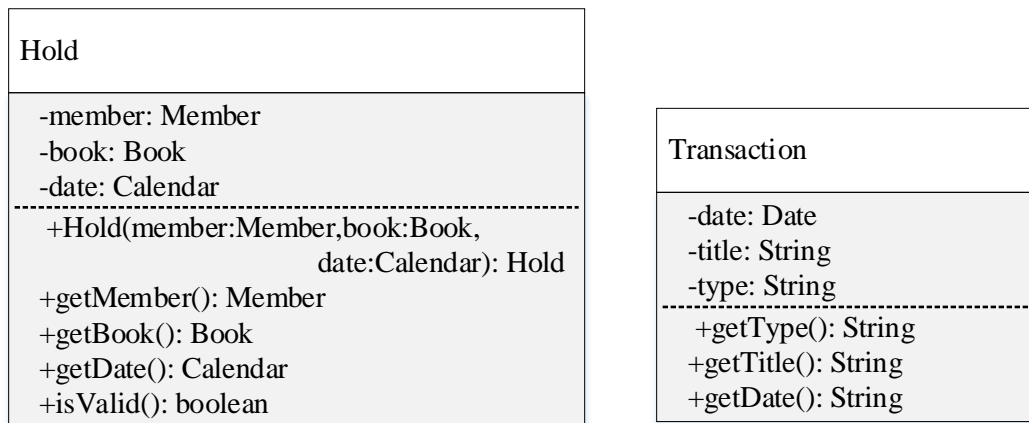 Hold
-member: Member
-book: Book
-date: Calendar
+Hold(member:Member,book:Book,
date:Calendar): Hold
+getMember(): Member
+getBook(): Book
+getDate(): Calendar
+isValid(): boolean
Transaction
-date: Date
-title: String
-type: String
+getType(): String
+getTitle(): String
+getDate(): String